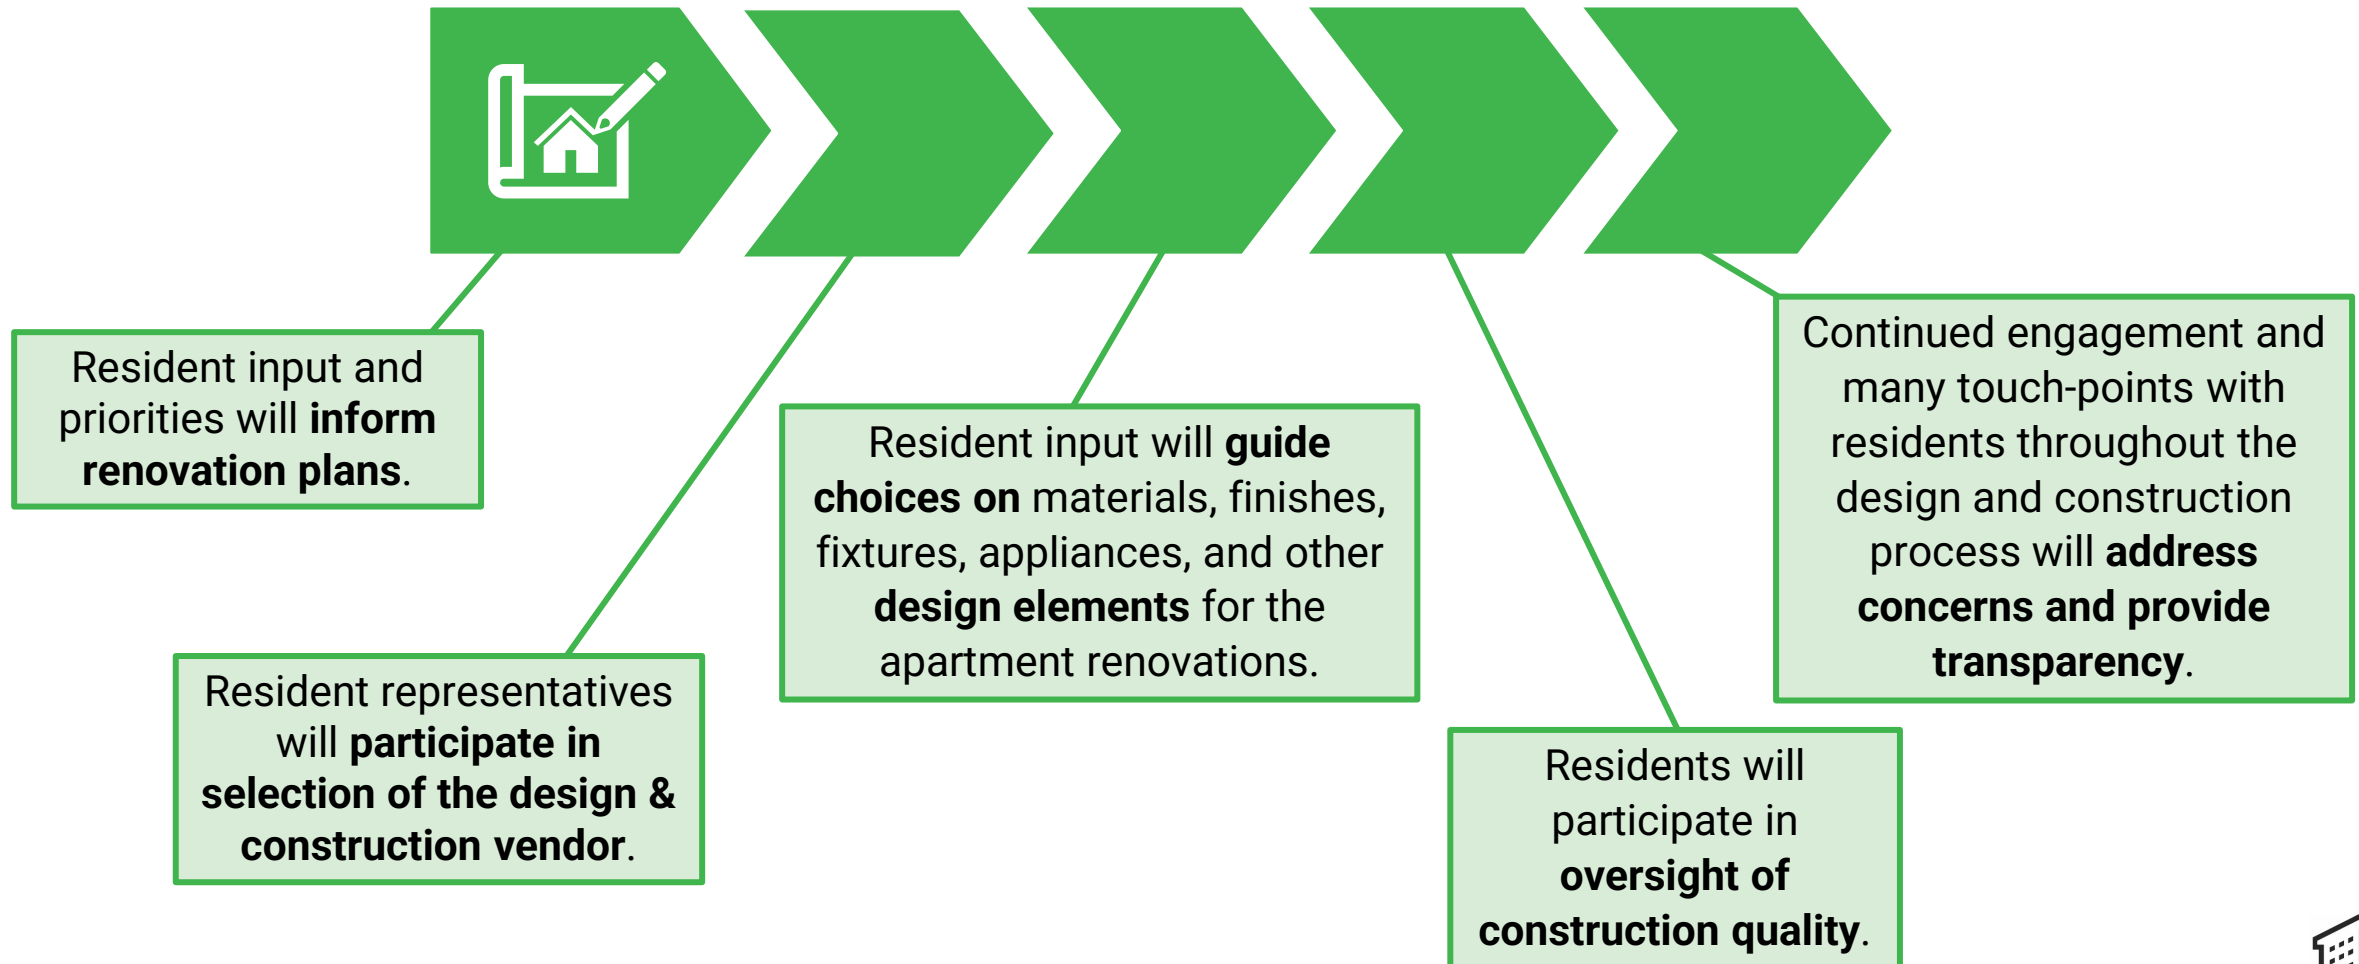 Resident input and
priorities will inform
renovation plans.
Resident representatives
will participate in
selection of the design &
construction vendor.
Resident input will guide
choices on materials, finishes,
fixtures, appliances, and other
design elements for the
apartment renovations.
Residents will
participate in
oversight of
construction quality.
Continued engagement and
many touch-points with
residents throughout the
design and construction
process will address
concerns and provide
transparency.